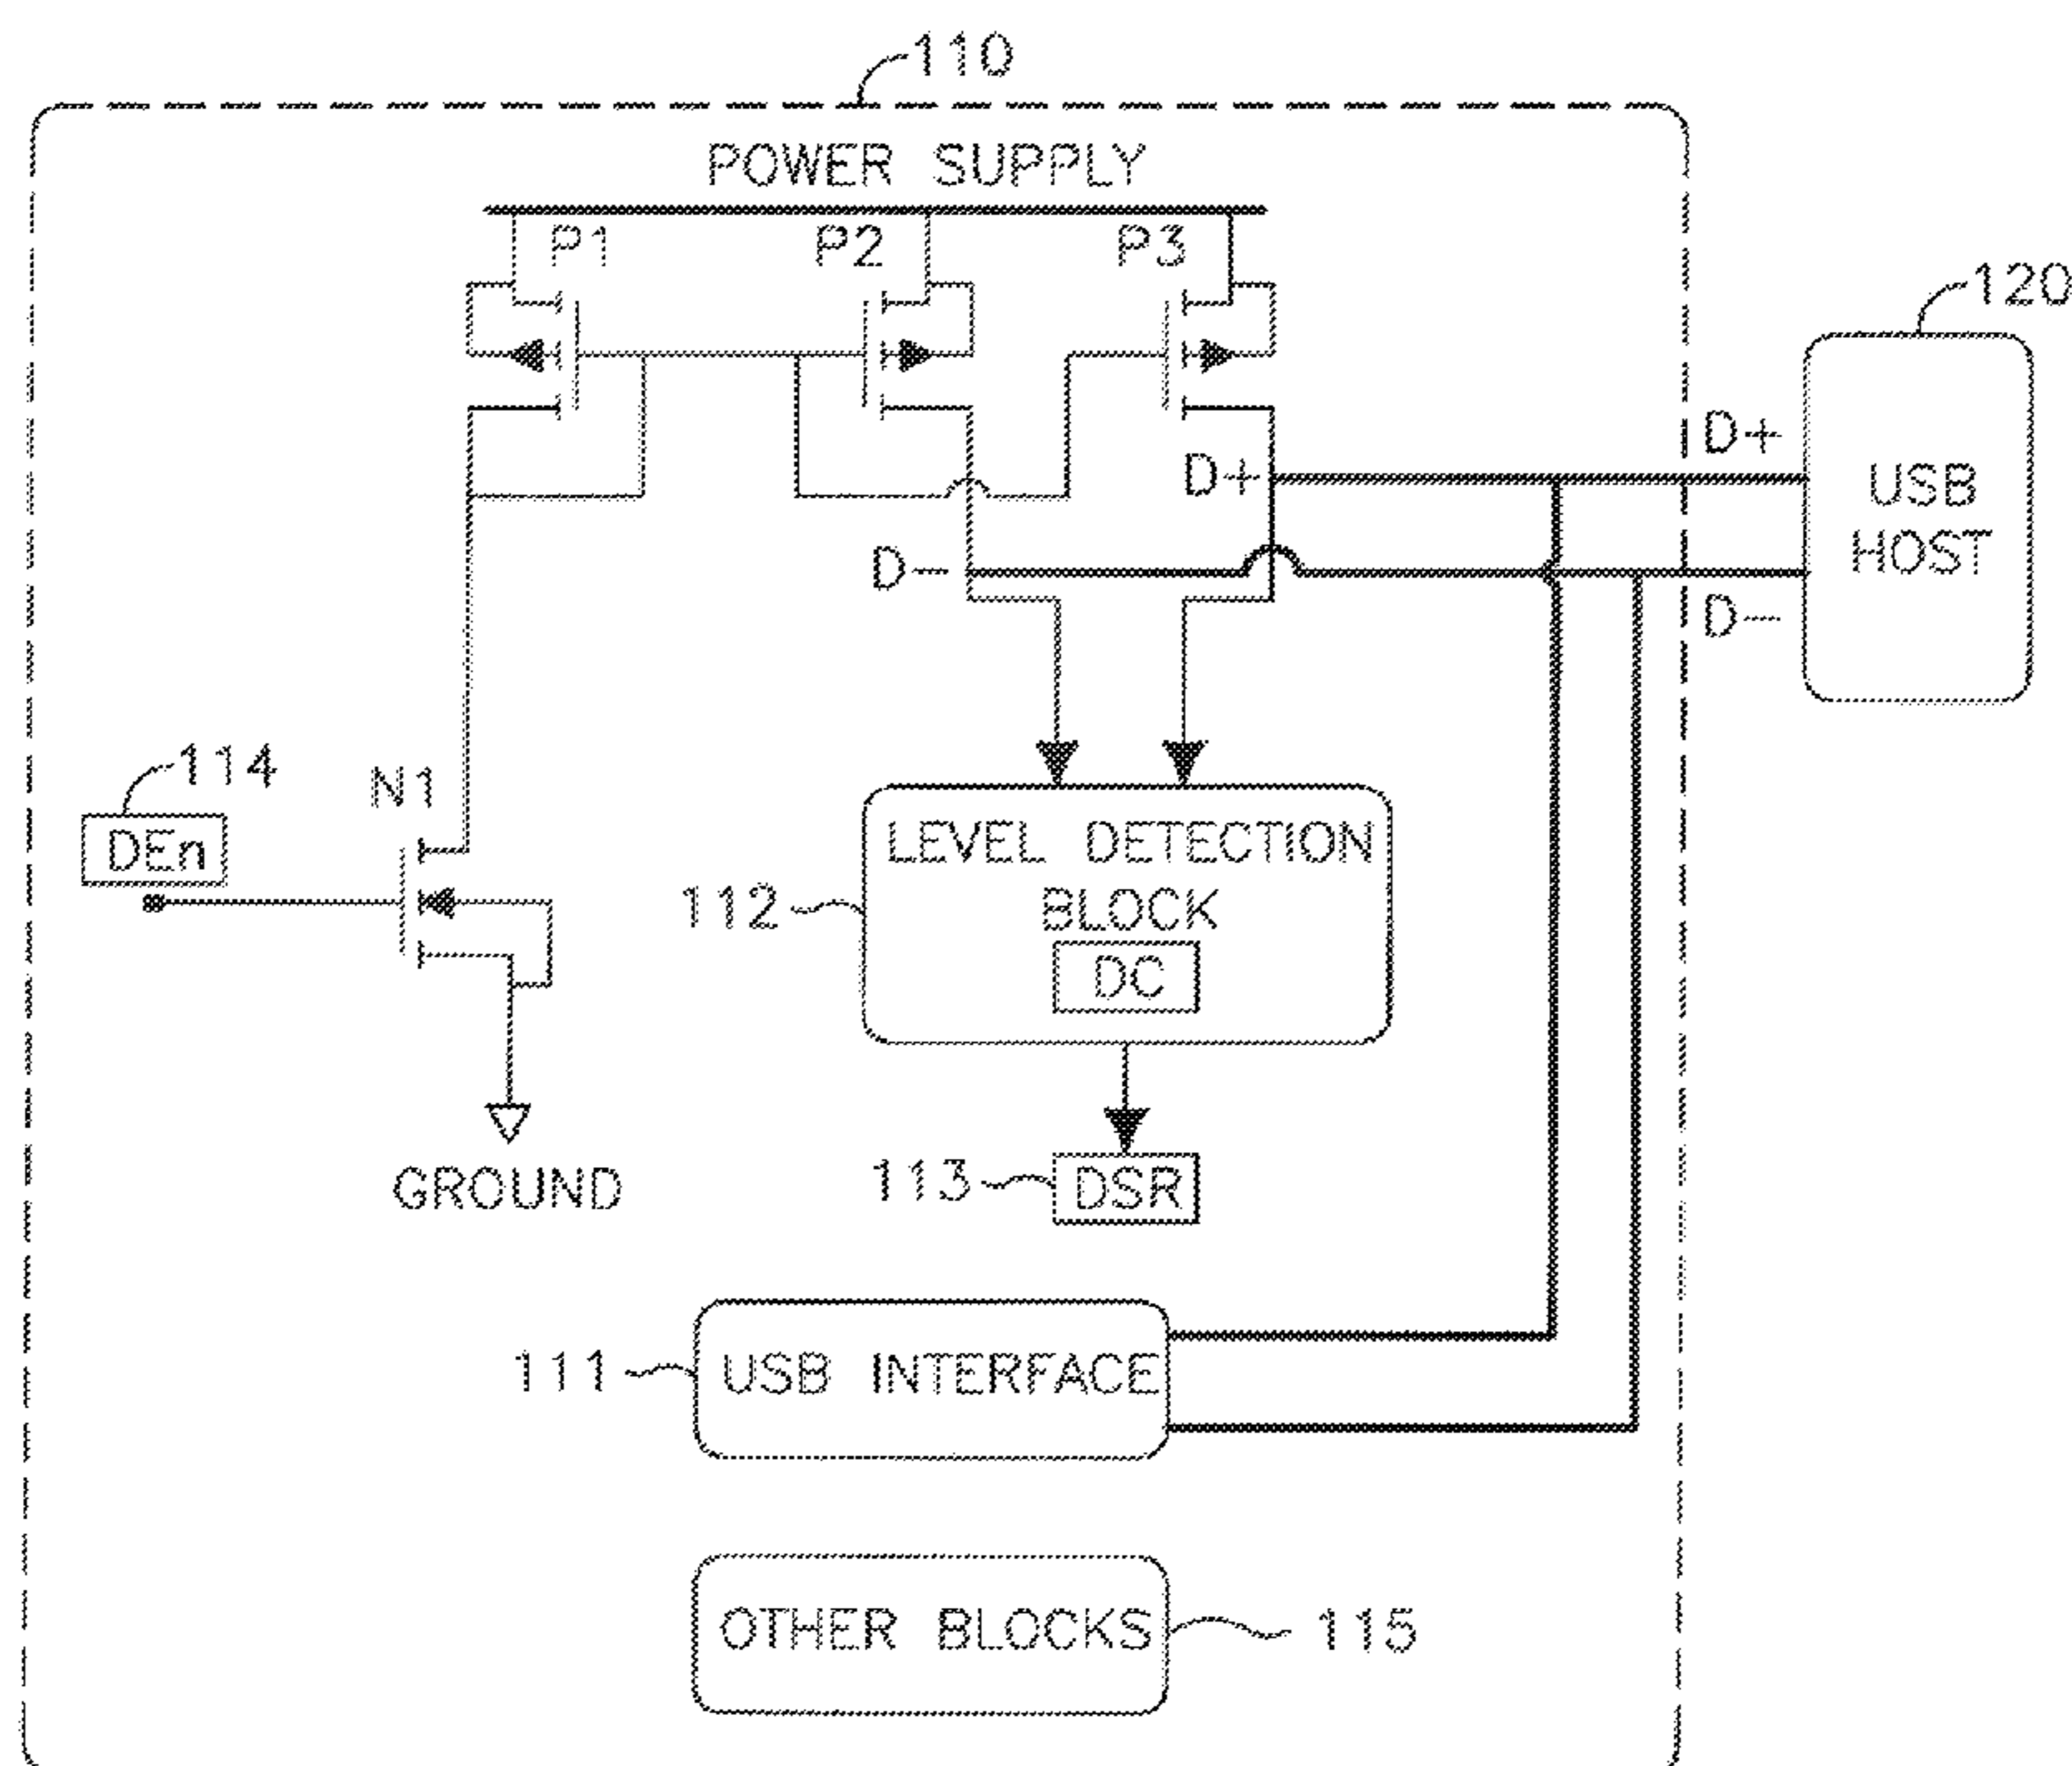 110
POWER SUPPLY
P1
P2
P3
120
D+
D+
USB
HOST
D-
D-
114
N1
DEn
LEVEL DETECTION
BLOCK
112
DC
113
DSR
GROUND
111
USB INTERFACE
OTHER BLOCKS
115